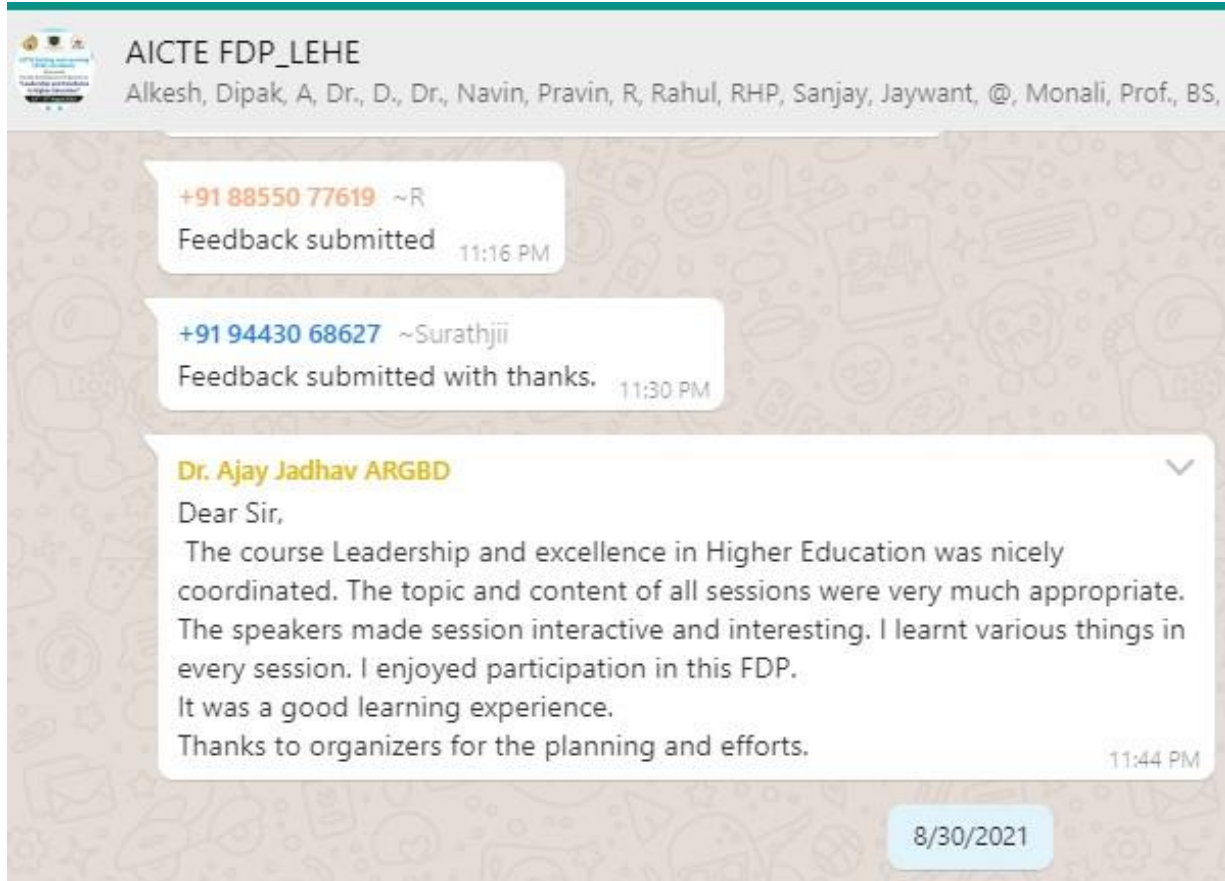 AICTE FDP_LEHE
Alkesh, Dipak, A, Dr., D., Dr., Navin, Pravin, R, Rahul, RHP, Sanjay, Jaywant, @, Monali, Prof., BS,
+91 88550 77619 ~R
Feedback submitted 11:16 PM
+91 94430 68627 ~Surathjii
Feedback submitted with thanks. 11:30 PM
Dr. Ajay Jadhav ARGBD
Dear Sir,
The course Leadership and excellence in Higher Education was nicely
coordinated. The topic and content of all sessions were very much appropriate.
The speakers made session interactive and interesting. I learnt various things in
every session. I enjoyed participation in this FDP.
It was a good learning experience.
Thanks to organizers for the planning and efforts. 11:44 PM
8/30/2021